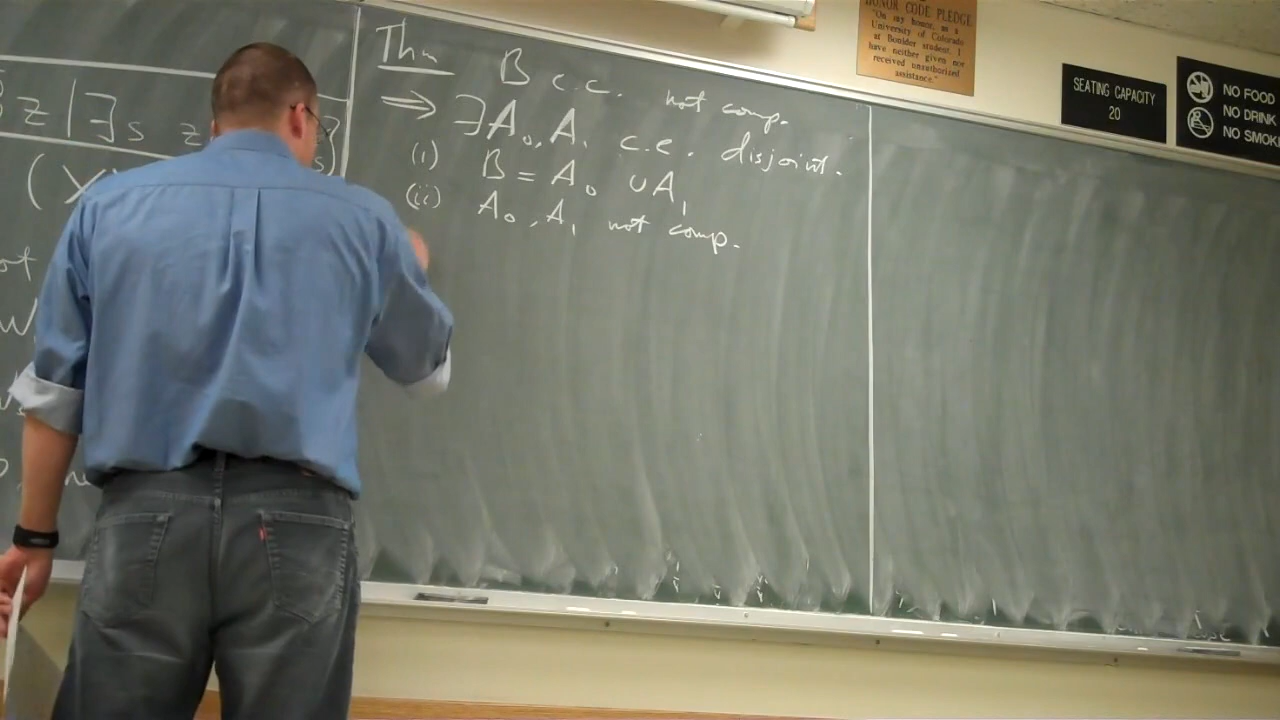 z | ∃s z s)}
(X
Thm B c.c. not comp.
⇒ ∃A₀, A₁ c.e. disjoint.
(i) B = A₀ ∪ A₁
(ii) A₀, A₁ not comp.
HONOR CODE PLEDGE
"On my honor, as a
University of Colorado
at Boulder student, I
have neither given nor
received unauthorized
assistance."
SEATING CAPACITY
20
NO FOOD
NO DRINK
NO SMOK